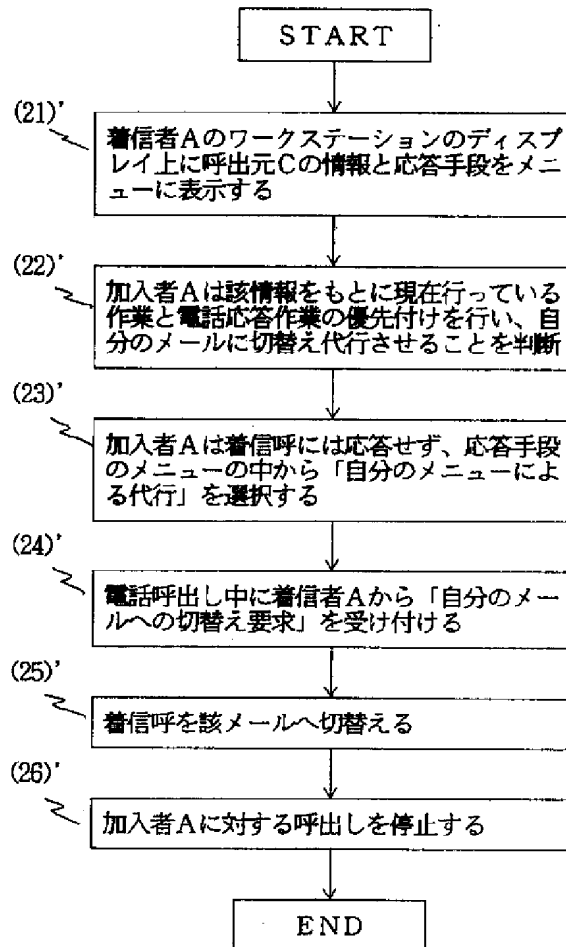 START
(21)'
着信者Aのワークステーションのディスプ
レイ上に呼出元Cの情報と応答手段をメニ
ューに表示する
(22)'
加入者Aは該情報をもとに現在行っている
作業と電話応答作業の優先付けを行い、自
分のメールに切替え代行させることを判断
(23)'
加入者Aは着信呼には応答せず、応答手段
のメニューの中から「自分のメニューによ
る代行」を選択する
(24)'
電話呼出し中に着信者Aから「自分のメー
ルへの切替え要求」を受け付ける
(25)'
着信呼を該メールへ切替える
(26)'
加入者Aに対する呼出しを停止する
END